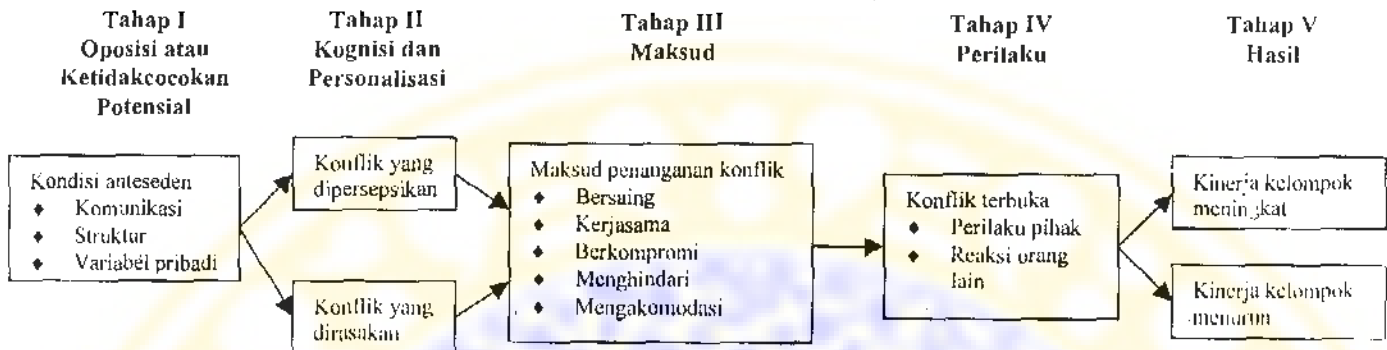 Tahap I
Oposisi atau
Ketidakcocokan
Potensial
Tahap II
Kognisi dan
Personalisasi
Tahap III
Maksud
Tahap IV
Perilaku
Tahap V
Hasil
Kondisi anteseden
♦ Komunikasi
♦ Struktur
♦ Variabel pribadi
Konflik yang
dipersepsikan
Konflik yang
dirasakan
Maksud penanganan konflik
♦ Bersaing
♦ Kerjasama
♦ Berkompromi
♦ Menghindari
♦ Mengakomodasi
Konflik terbuka
♦ Perilaku pihak
♦ Reaksi orang
lain
Kinerja kelompok
meningkat
Kinerja kelompok
menurun